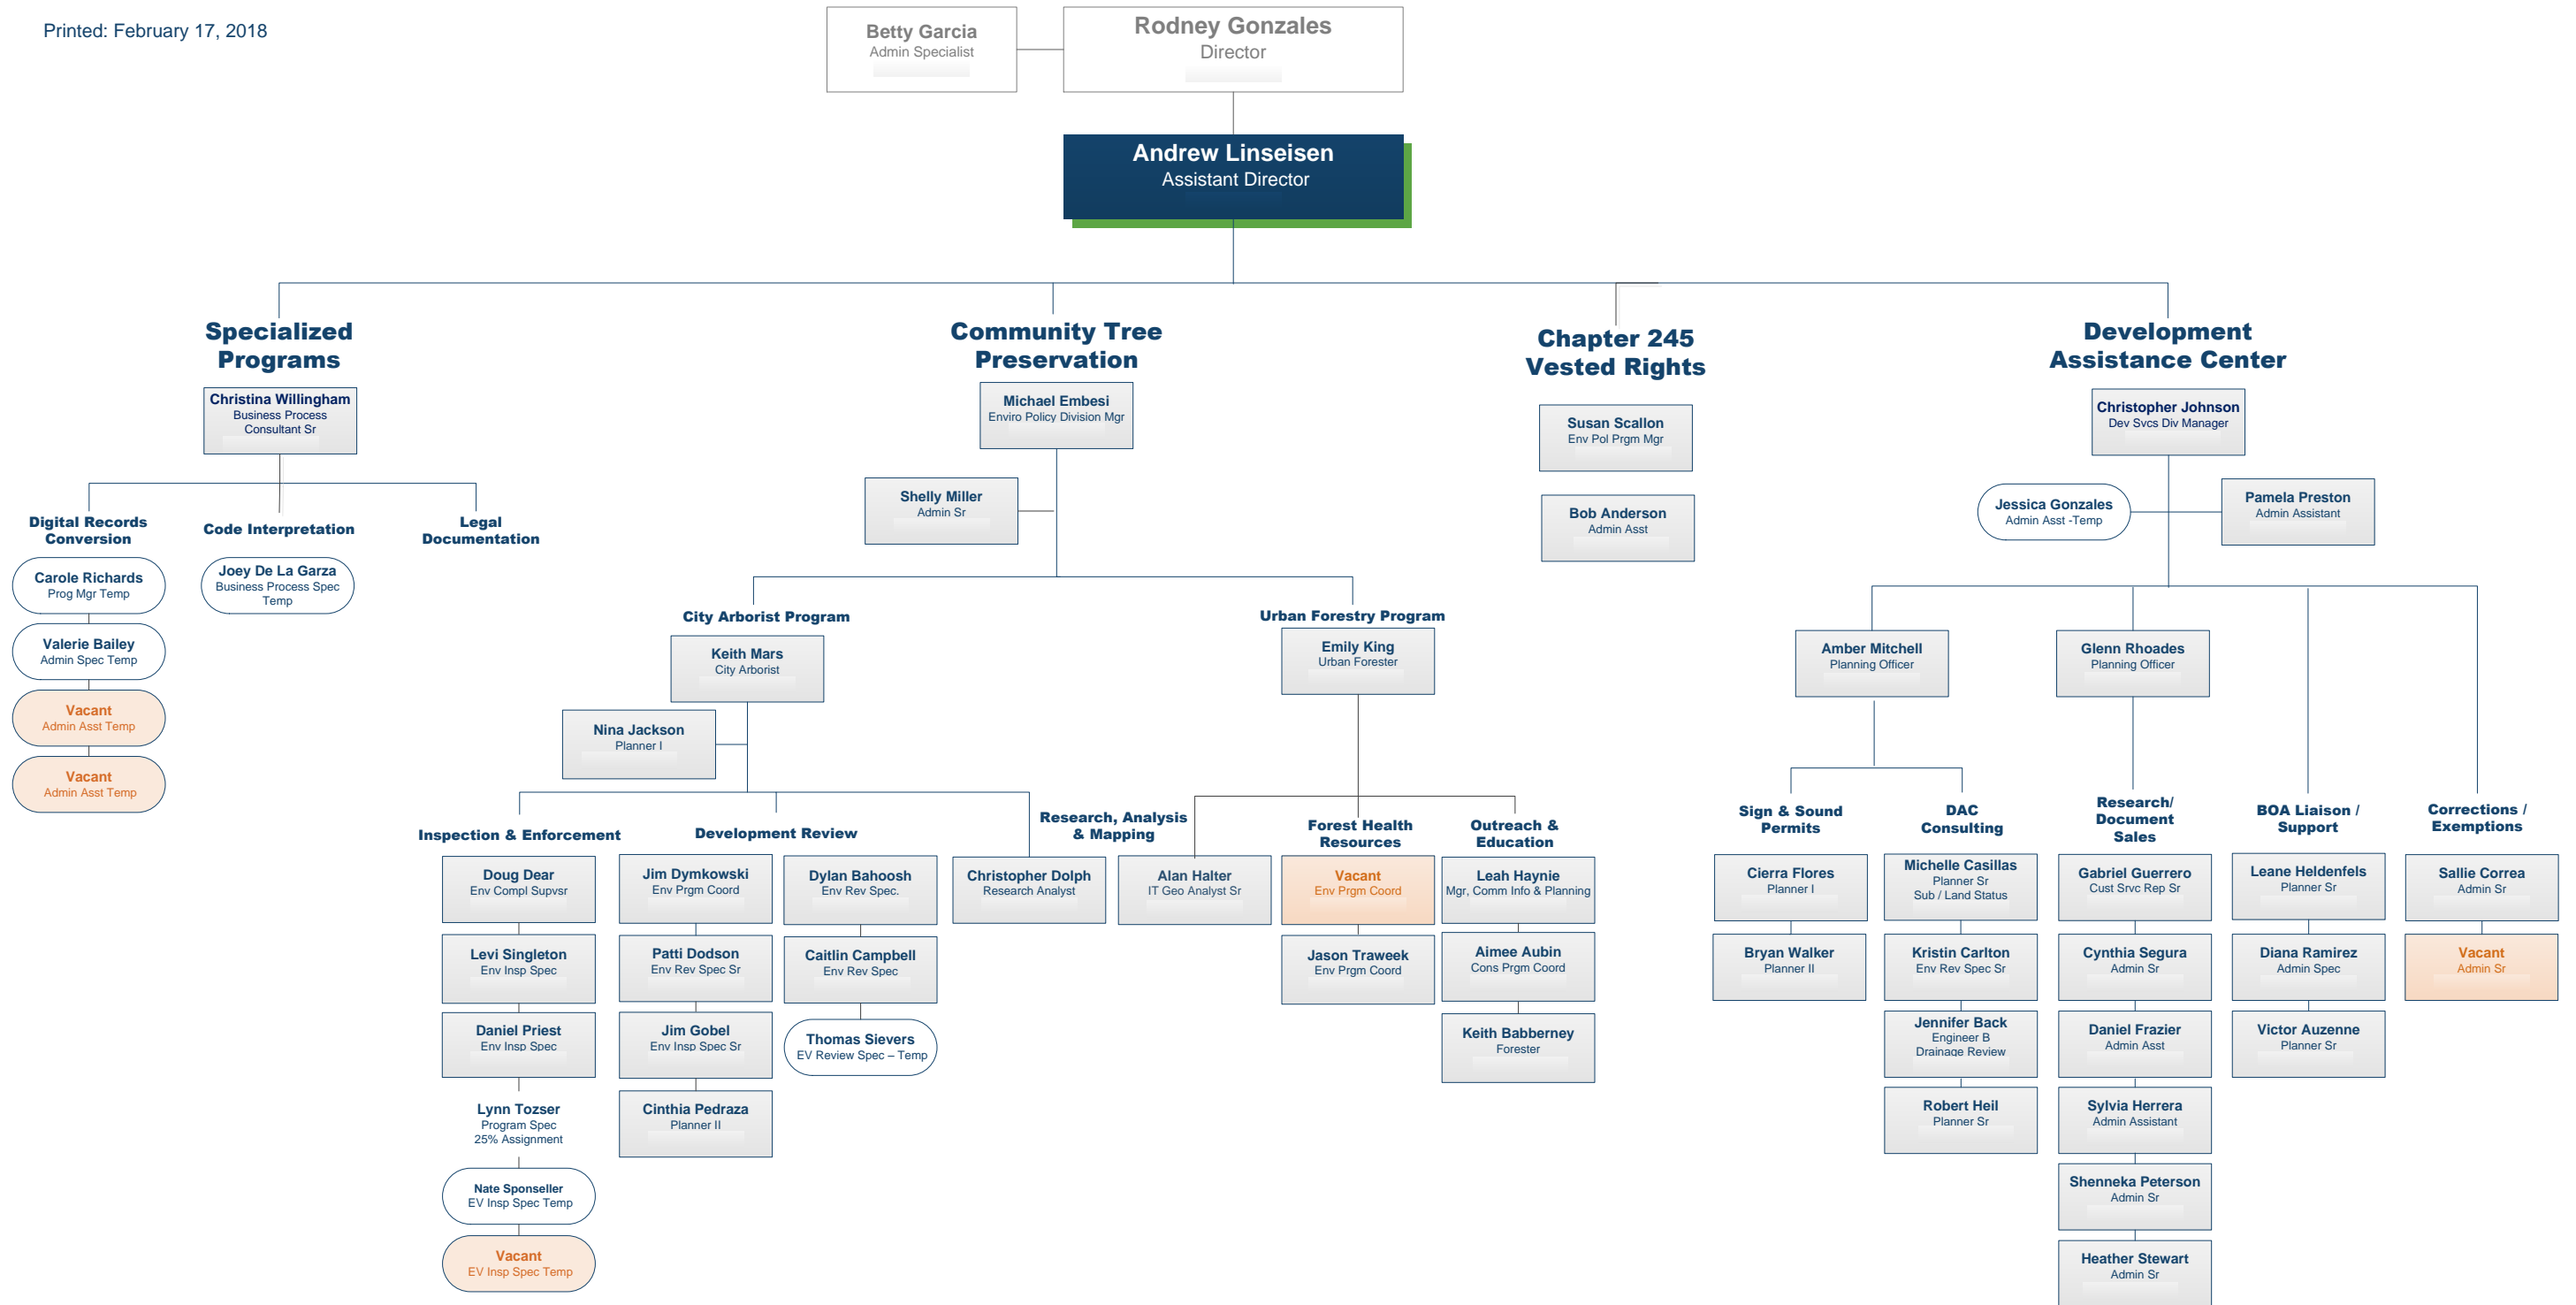 Printed: February 17, 2018
Betty Garcia
Admin Specialist
Rodney Gonzales
Director
Andrew Linseisen
Assistant Director
Specialized
Programs
Christina Willingham
Business Process
Consultant Sr
Digital Records
Conversion
Carole Richards
Prog Mgr Temp
Valerie Bailey
Admin Spec Temp
Vacant
Admin Asst Temp
Vacant
Admin Asst Temp
Code Interpretation
Joey De La Garza
Business Process Spec
Temp
Legal
Documentation
Community Tree
Preservation
Michael Embesi
Enviro Policy Division Mgr
Shelly Miller
Admin Sr
City Arborist Program
Keith Mars
City Arborist
Nina Jackson
Planner I
Inspection & Enforcement
Doug Dear
Env Compl Supvsr
Levi Singleton
Env Insp Spec
Daniel Priest
Env Insp Spec
Lynn Tozser
Program Spec
25% Assignment
Nate Sponseller
EV Insp Spec Temp
Vacant
EV Insp Spec Temp
Development Review
Jim Dymkowski
Env Prgm Coord
Patti Dodson
Env Rev Spec Sr
Jim Gobel
Env Insp Spec Sr
Cinthia Pedraza
Planner II
Dylan Bahoosh
Env Rev Spec.
Caitlin Campbell
Env Rev Spec
Thomas Sievers
EV Review Spec – Temp
Research, Analysis
& Mapping
Christopher Dolph
Research Analyst
Alan Halter
IT Geo Analyst Sr
Urban Forestry Program
Emily King
Urban Forester
Forest Health
Resources
Vacant
Env Prgm Coord
Jason Traweek
Env Prgm Coord
Outreach &
Education
Leah Haynie
Mgr, Comm Info & Planning
Aimee Aubin
Cons Prgm Coord
Keith Babberney
Forester
Chapter 245
Vested Rights
Susan Scallon
Env Pol Prgm Mgr
Bob Anderson
Admin Asst
Development
Assistance Center
Christopher Johnson
Dev Svcs Div Manager
Jessica Gonzales
Admin Asst -Temp
Pamela Preston
Admin Assistant
Amber Mitchell
Planning Officer
Glenn Rhoades
Planning Officer
Sign & Sound
Permits
Cierra Flores
Planner I
Bryan Walker
Planner II
DAC
Consulting
Michelle Casillas
Planner Sr
Sub / Land Status
Kristin Carlton
Env Rev Spec Sr
Jennifer Back
Engineer B
Drainage Review
Robert Heil
Planner Sr
Research/
Document
Sales
Gabriel Guerrero
Cust Srvc Rep Sr
Cynthia Segura
Admin Sr
Daniel Frazier
Admin Asst
Sylvia Herrera
Admin Assistant
Shenneka Peterson
Admin Sr
Heather Stewart
Admin Sr
BOA Liaison /
Support
Leane Heldenfels
Planner Sr
Diana Ramirez
Admin Spec
Victor Auzenne
Planner Sr
Corrections /
Exemptions
Sallie Correa
Admin Sr
Vacant
Admin Sr